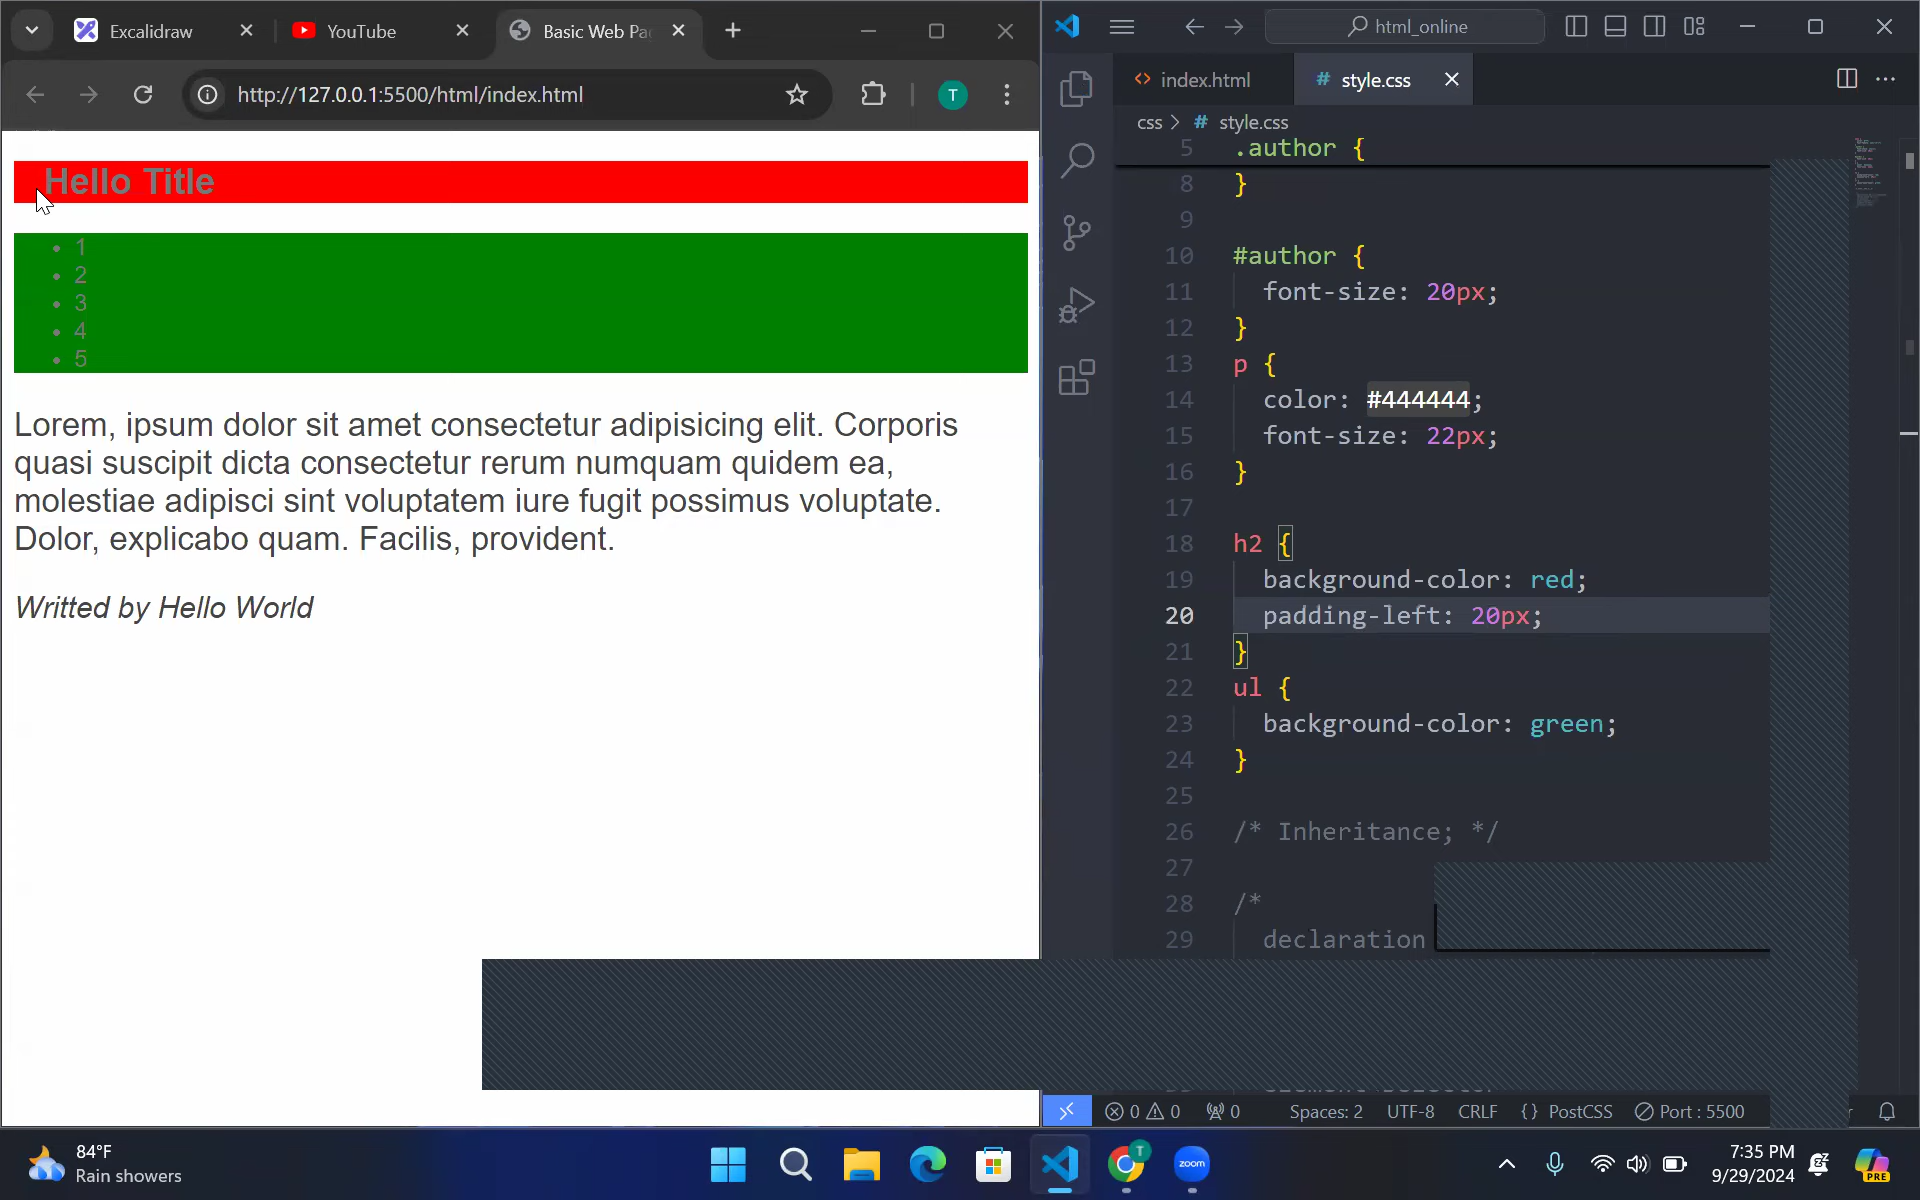 Excalidraw
YouTube
Basic Web Pa
http://127.0.0.1:5500/html/index.html
T
Hello Title
• 1
• 2
• 3
• 4
• 5
Lorem, ipsum dolor sit amet consectetur adipisicing elit. Corporis
quasi suscipit dicta consectetur rerum numquam quidem ea,
molestiae adipisci sint voluptatem iure fugit possimus voluptate.
Dolor, explicabo quam. Facilis, provident.
Writted by Hello World
html_online
<> index.html
# style.css
css > # style.css
5 .author {
8 }
9
10 #author {
11 font-size: 20px;
12 }
13 p {
14 color: #444444;
15 font-size: 22px;
16 }
17
18 h2 {
19 background-color: red;
20 padding-left: 20px;
21 }
22 ul {
23 background-color: green;
24 }
25
26 /* Inheritance; */
27
28 /*
29 declaration
0 0 0 Spaces: 2 UTF-8 CRLF {} PostCSS Port : 5500
84°F
Rain showers
T
zoom
7:35 PM
9/29/2024
PRE